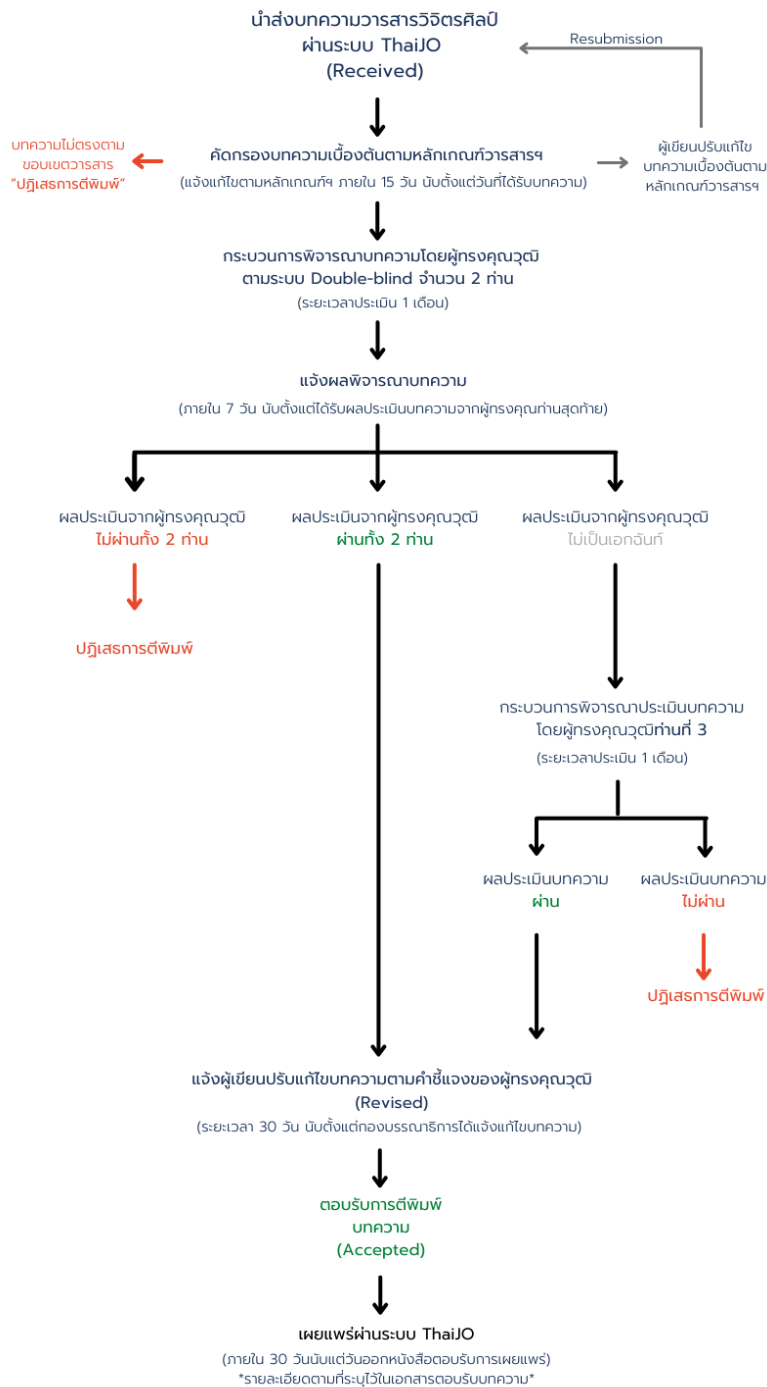 นำส่งบทความวารสารวิจิตรศิลป์
ผ่านระบบ ThaiJO
(Received)
Resubmission
บทความไม่ตรงตาม
ขอบเขตวารสาร
“ปฏิเสธการตีพิมพ์”
คัดกรองบทความเบื้องต้นตามหลักเกณฑ์วารสารฯ
(แจ้งแก้ไขตามหลักเกณฑ์ฯ ภายใน 15 วัน นับตั้งแต่วันที่ได้รับบทความ)
ผู้เขียนปรับแก้ไข
บทความเบื้องต้นตาม
หลักเกณฑ์วารสารฯ
กระบวนการพิจารณาบทความโดยผู้ทรงคุณวุฒิ
ตามระบบ Double-blind จำนวน 2 ท่าน
(ระยะเวลาประเมิน 1 เดือน)
แจ้งผลพิจารณาบทความ
(ภายใน 7 วัน นับตั้งแต่ได้รับผลประเมินบทความจากผู้ทรงคุณท่านสุดท้าย)
ผลประเมินจากผู้ทรงคุณวุฒิ
ไม่ผ่านทั้ง 2 ท่าน
ผลประเมินจากผู้ทรงคุณวุฒิ
ผ่านทั้ง 2 ท่าน
ผลประเมินจากผู้ทรงคุณวุฒิ
ไม่เป็นเอกฉันท์
ปฏิเสธการตีพิมพ์
กระบวนการพิจารณาประเมินบทความ
โดยผู้ทรงคุณวุฒิท่านที่ 3
(ระยะเวลาประเมิน 1 เดือน)
ผลประเมินบทความ
ผ่าน
ผลประเมินบทความ
ไม่ผ่าน
ปฏิเสธการตีพิมพ์
แจ้งผู้เขียนปรับแก้ไขบทความตามคำชี้แจงของผู้ทรงคุณวุฒิ
(Revised)
(ระยะเวลา 30 วัน นับตั้งแต่กองบรรณาธิการได้แจ้งแก้ไขบทความ)
ตอบรับการตีพิมพ์
บทความ
(Accepted)
เผยแพร่ผ่านระบบ ThaiJO
(ภายใน 30 วันนับแต่วันออกหนังสือตอบรับการเผยแพร่)
*รายละเอียดตามที่ระบุไว้ในเอกสารตอบรับบทความ*